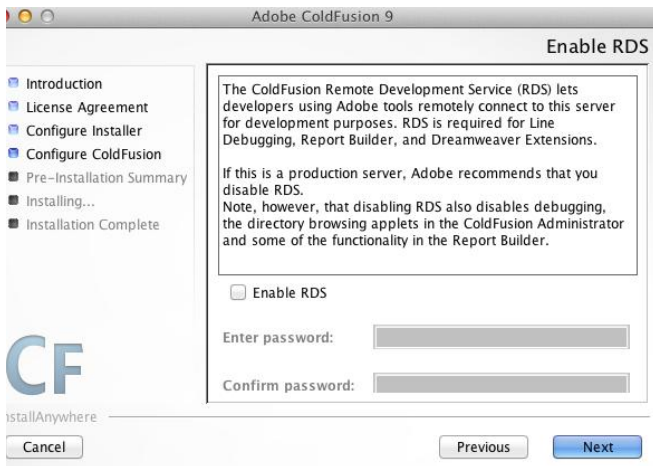 Adobe ColdFusion 9
Enable RDS
Introduction
License Agreement
Configure Installer
Configure ColdFusion
Pre-Installation Summary
Installing...
Installation Complete
The ColdFusion Remote Development Service (RDS) lets
developers using Adobe tools remotely connect to this server
for development purposes. RDS is required for Line
Debugging, Report Builder, and Dreamweaver Extensions.
If this is a production server, Adobe recommends that you
disable RDS.
Note, however, that disabling RDS also disables debugging,
the directory browsing applets in the ColdFusion Administrator
and some of the functionality in the Report Builder.
Enable RDS
Enter password:
Confirm password:
CF
nstallAnywhere
Cancel
Previous
Next